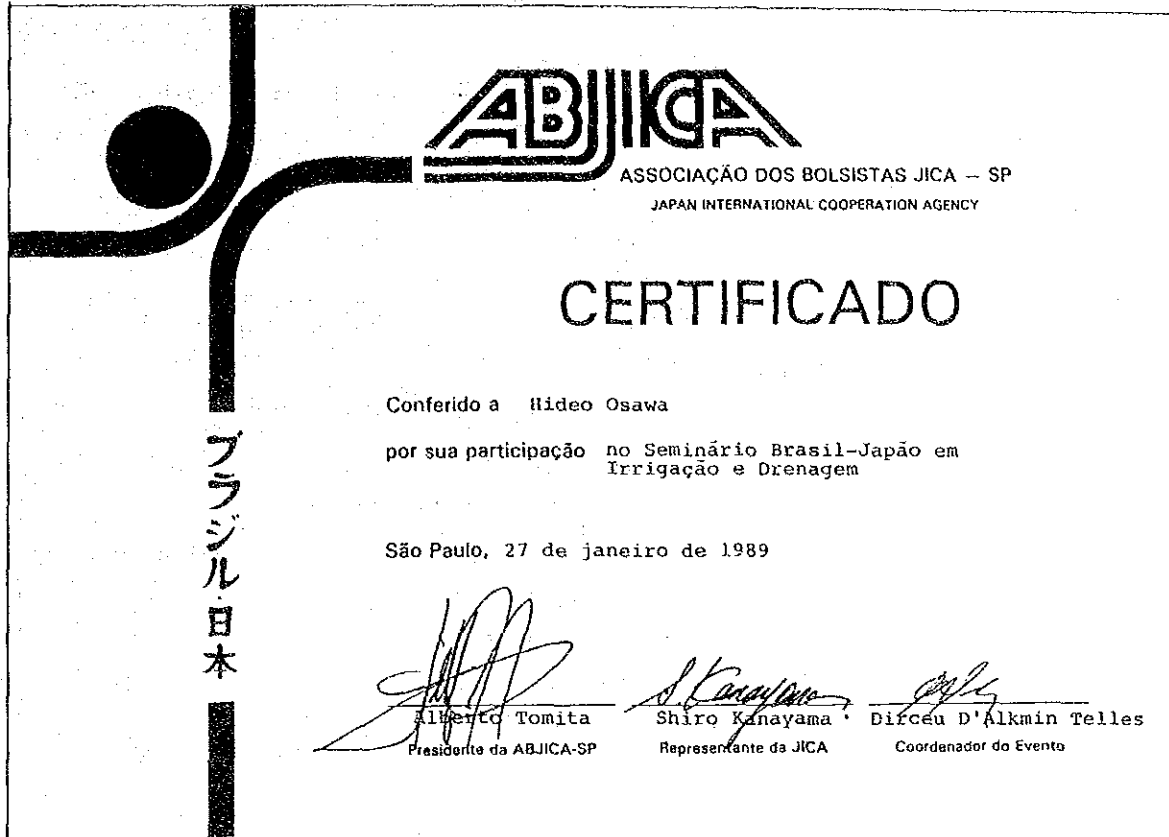 ABJICA
ASSOCIAÇÃO DOS BOLSISTAS JICA – SP
JAPAN INTERNATIONAL COOPERATION AGENCY
CERTIFICADO
Conferido a Hideo Osawa
por sua participação no Seminário Brasil-Japão em
Irrigação e Drenagem
São Paulo, 27 de janeiro de 1989
ブラジル・日本
S. Kanayama
Alberto Tomita Shiro Kanayama Dirceu D'Alkmin Telles
Presidente da ABJICA-SP Representante da JICA Coordenador do Evento